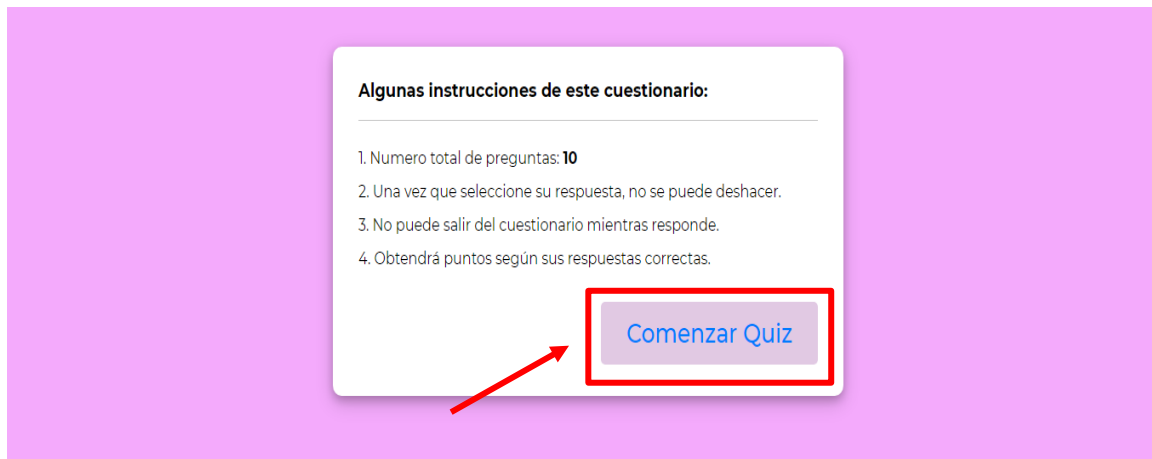 Algunas instrucciones de este cuestionario:
1. Numero total de preguntas: 10
2. Una vez que seleccione su respuesta, no se puede deshacer.
3. No puede salir del cuestionario mientras responde.
4. Obtendrá puntos según sus respuestas correctas.
Comenzar Quiz